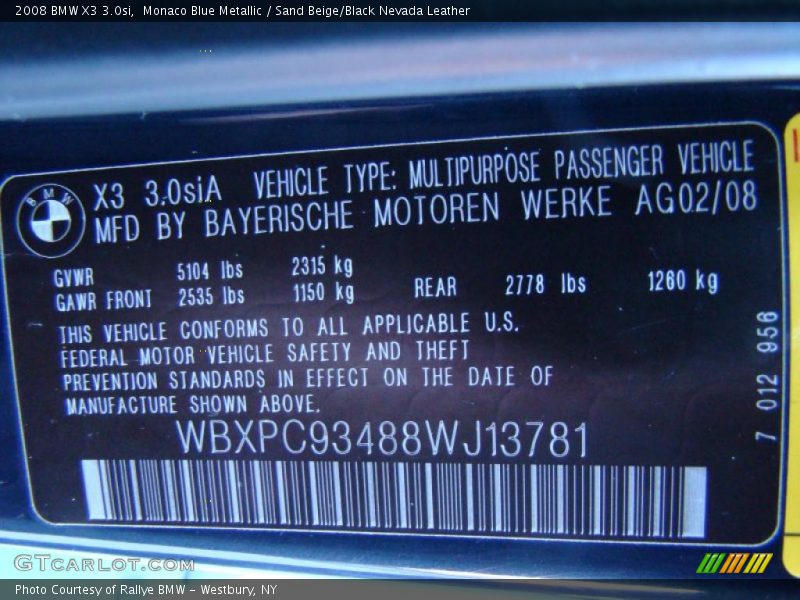 2008 BMW X3 3.0si, Monaco Blue Metallic / Sand Beige/Black Nevada Leather
BMW
X3 3.0siA VEHICLE TYPE: MULTIPURPOSE PASSENGER VEHICLE
MFD BY BAYERISCHE MOTOREN WERKE AG02/08
GVWR 5104 lbs 2315 kg
GAWR FRONT 2535 lbs 1150 kg REAR 2778 lbs 1260 kg
THIS VEHICLE CONFORMS TO ALL APPLICABLE U.S.
FEDERAL MOTOR VEHICLE SAFETY AND THEFT
PREVENTION STANDARDS IN EFFECT ON THE DATE OF
MANUFACTURE SHOWN ABOVE.
7 012 956
WBXPC93488WJ13781
GTCARLOT.COM
Photo Courtesy of Rallye BMW - Westbury, NY